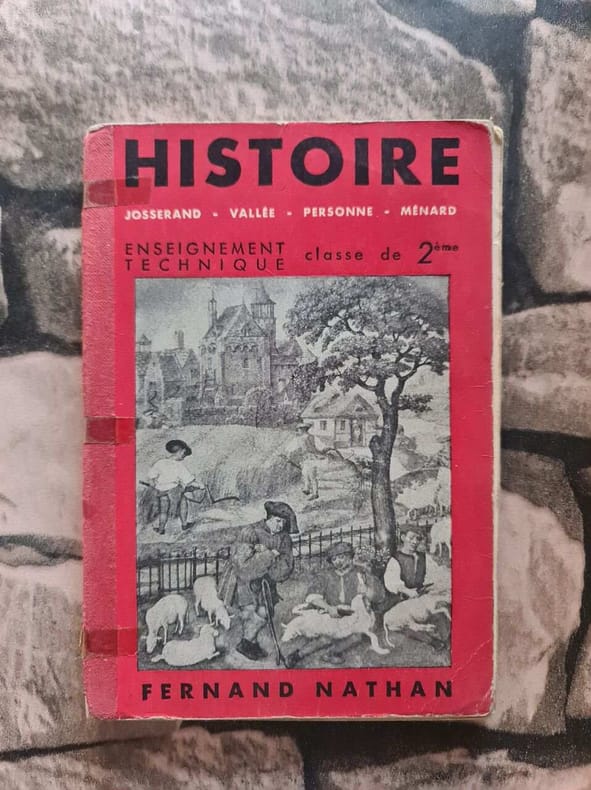 HISTOIRE
JOSSERAND - VALLÉE - PERSONNE - MÉNARD
ENSEIGNEMENT
TECHNIQUE classe de 2ème
FERNAND NATHAN